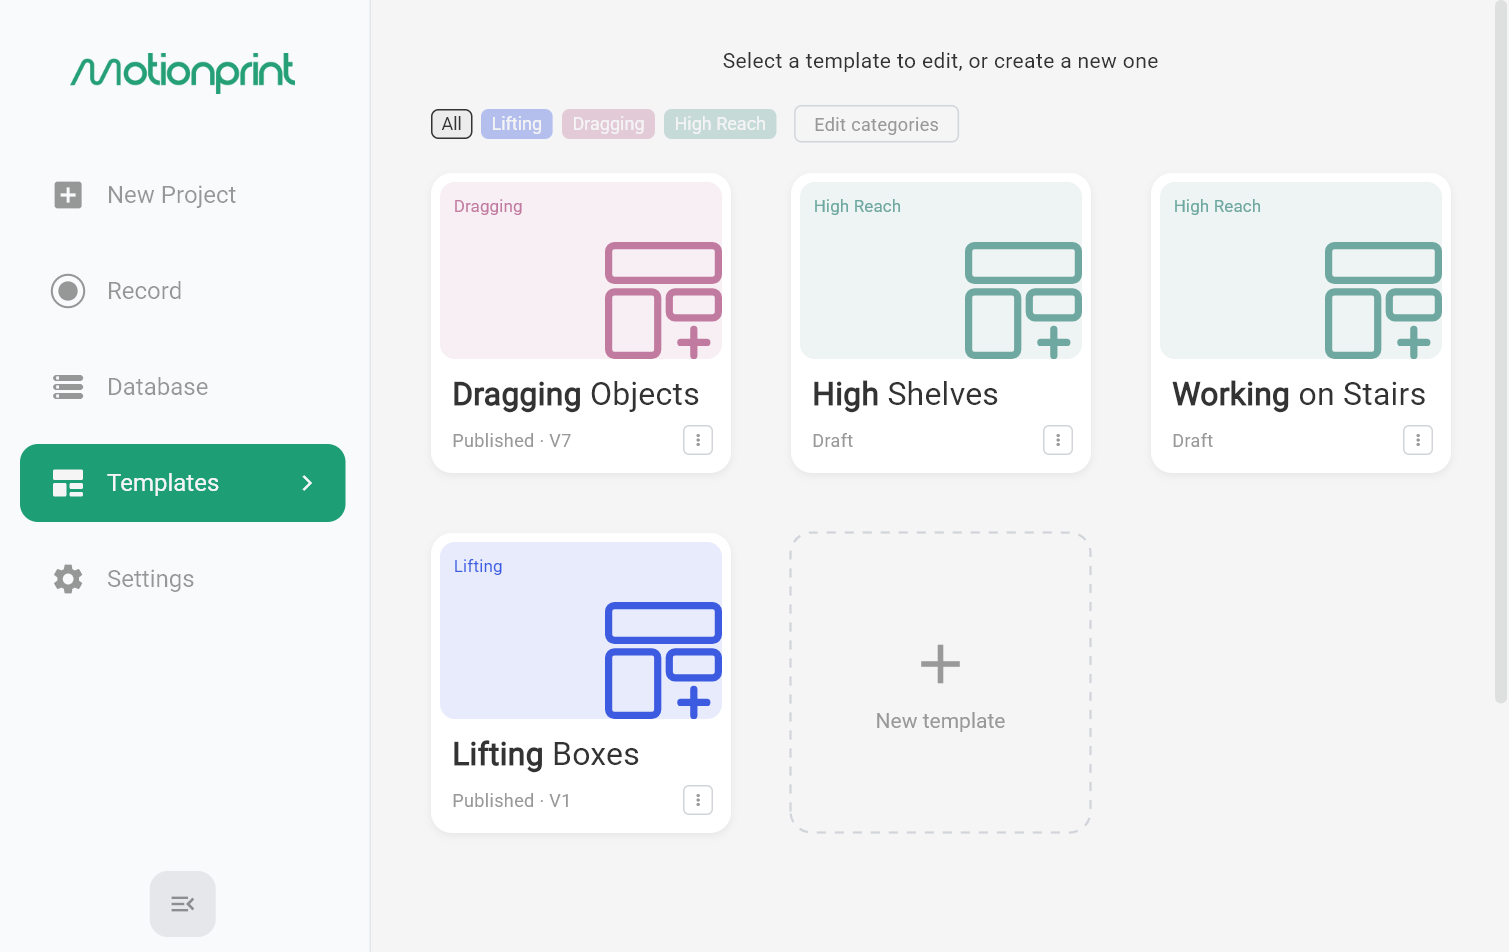 Motionprint
New Project
Record
Database
Templates
Settings
Select a template to edit, or create a new one
All Lifting Dragging High Reach Edit categories
Dragging
Dragging Objects
Published · V7
High Reach
High Shelves
Draft
High Reach
Working on Stairs
Draft
Lifting
Lifting Boxes
Published · V1
New template